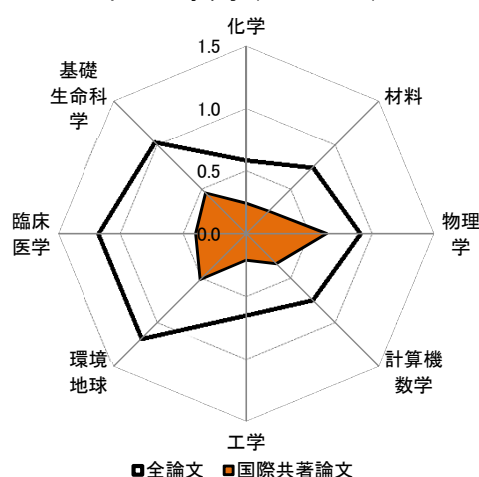 化学
1.5
基礎
生命科
学
材料
1.0
0.5
臨床
医学
0.0
物理
学
環境
地球
計算機
数学
工学
全論文 国際共著論文